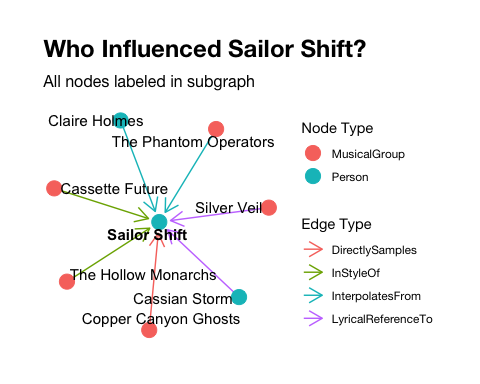 Who Influenced Sailor Shift?
All nodes labeled in subgraph
Claire Holmes
The Phantom Operators
Cassette Future
Silver Veil
Sailor Shift
The Hollow Monarchs
Cassian Storm
Copper Canyon Ghosts
Node Type
MusicalGroup
Person
Edge Type
DirectlySamples
InStyleOf
InterpolatesFrom
LyricalReferenceTo